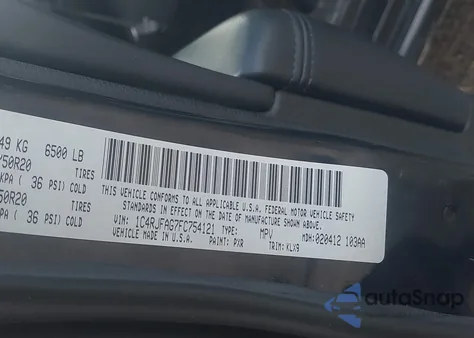 49 KG 6500 LB
50R20 TIRES
KPA ( 36 PSI) COLD
50R20 TIRES
KPA ( 36 PSI) COLD
THIS VEHICLE CONFORMS TO ALL APPLICABLE U.S.A. FEDERAL MOTOR VEHICLE SAFETY
STANDARDS IN EFFECT ON THE DATE OF MANUFACTURE SHOWN ABOVE.
VIN: 1C4RJFAG7FC754121 TYPE: MPV MDH:020412 103AA
VEHICLE MADE IN U.S.A. PAINT: PXR TRIM: KLX9
autoSnap